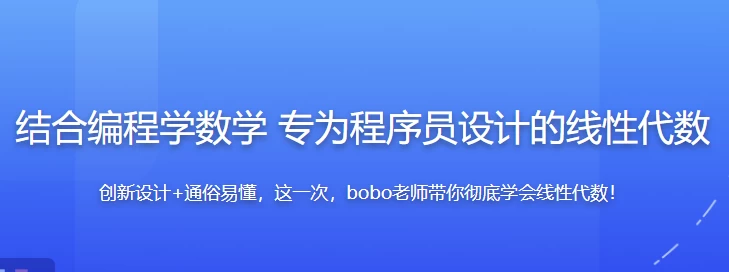 结合编程学数学 专为程序员设计的线性代数
创新设计+通俗易懂，这一次，bobo老师带你彻底学会线性代数！